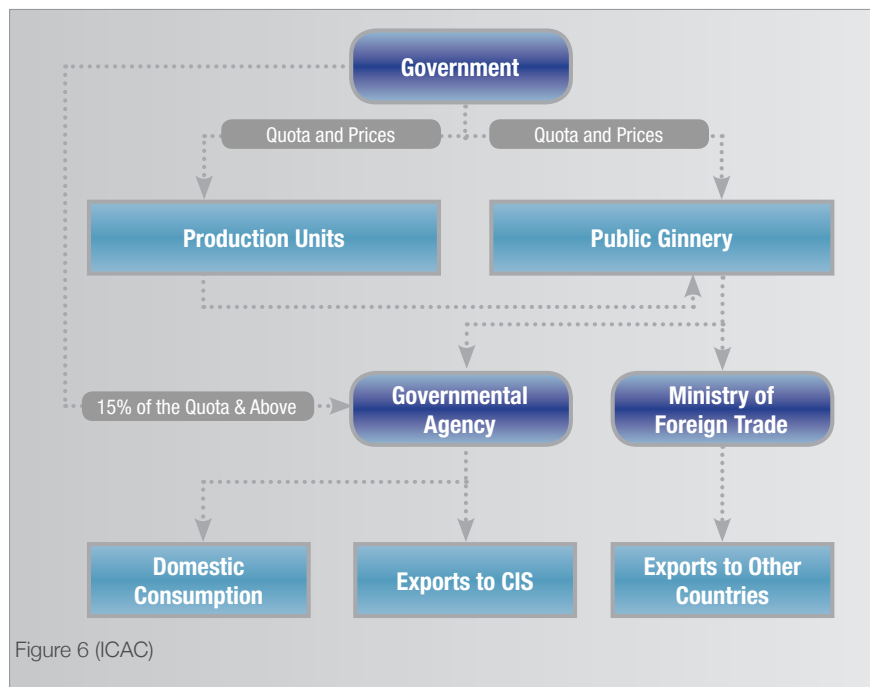 Government
Quota and Prices
Quota and Prices
Production Units
Public Ginnery
15% of the Quota & Above
Governmental
Agency
Ministry of
Foreign Trade
Domestic
Consumption
Exports to CIS
Exports to Other
Countries
Figure 6 (ICAC)